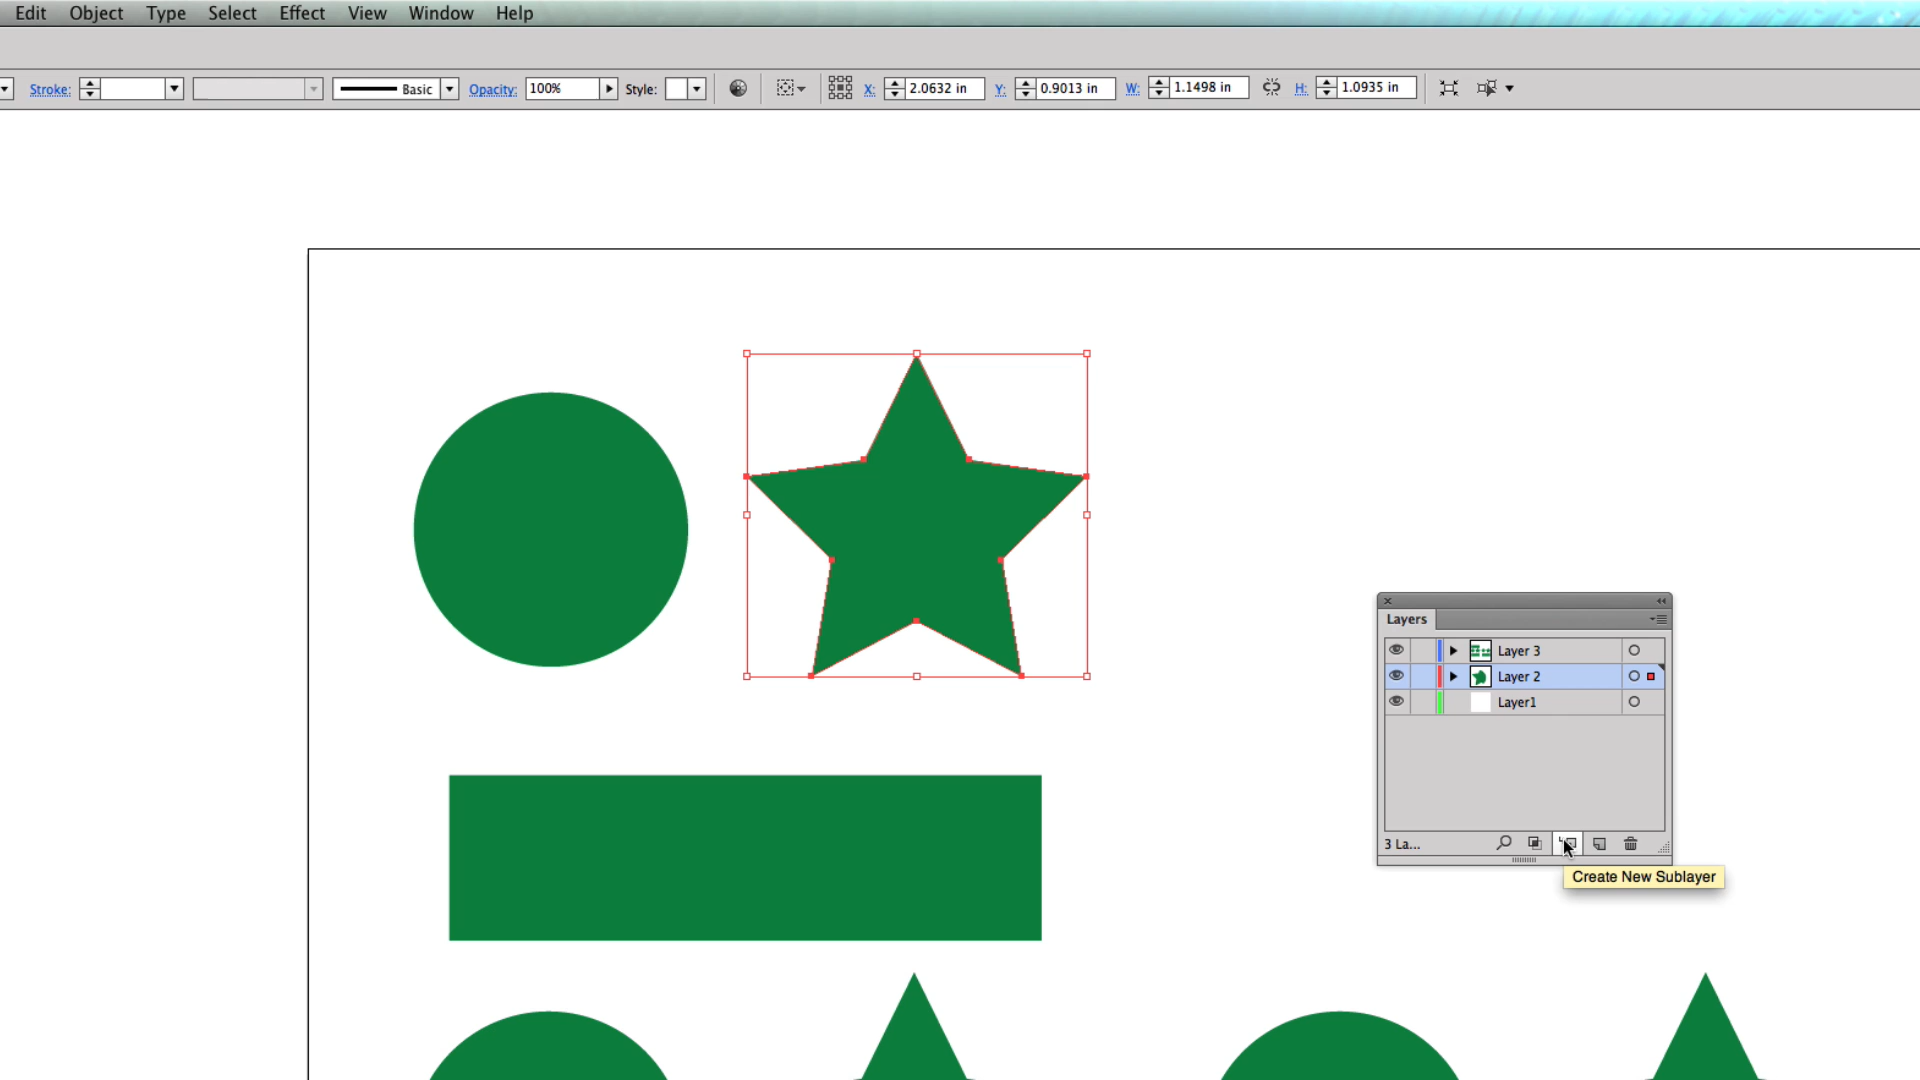 Edit Object Type Select Effect View Window Help
Stroke: Basic Opacity: 100% Style: X: 2.0632 in Y: 0.9013 in W: 1.1498 in H: 1.0935 in
Layers
Layer 3
Layer 2
Layer1
3 La...
Create New Sublayer